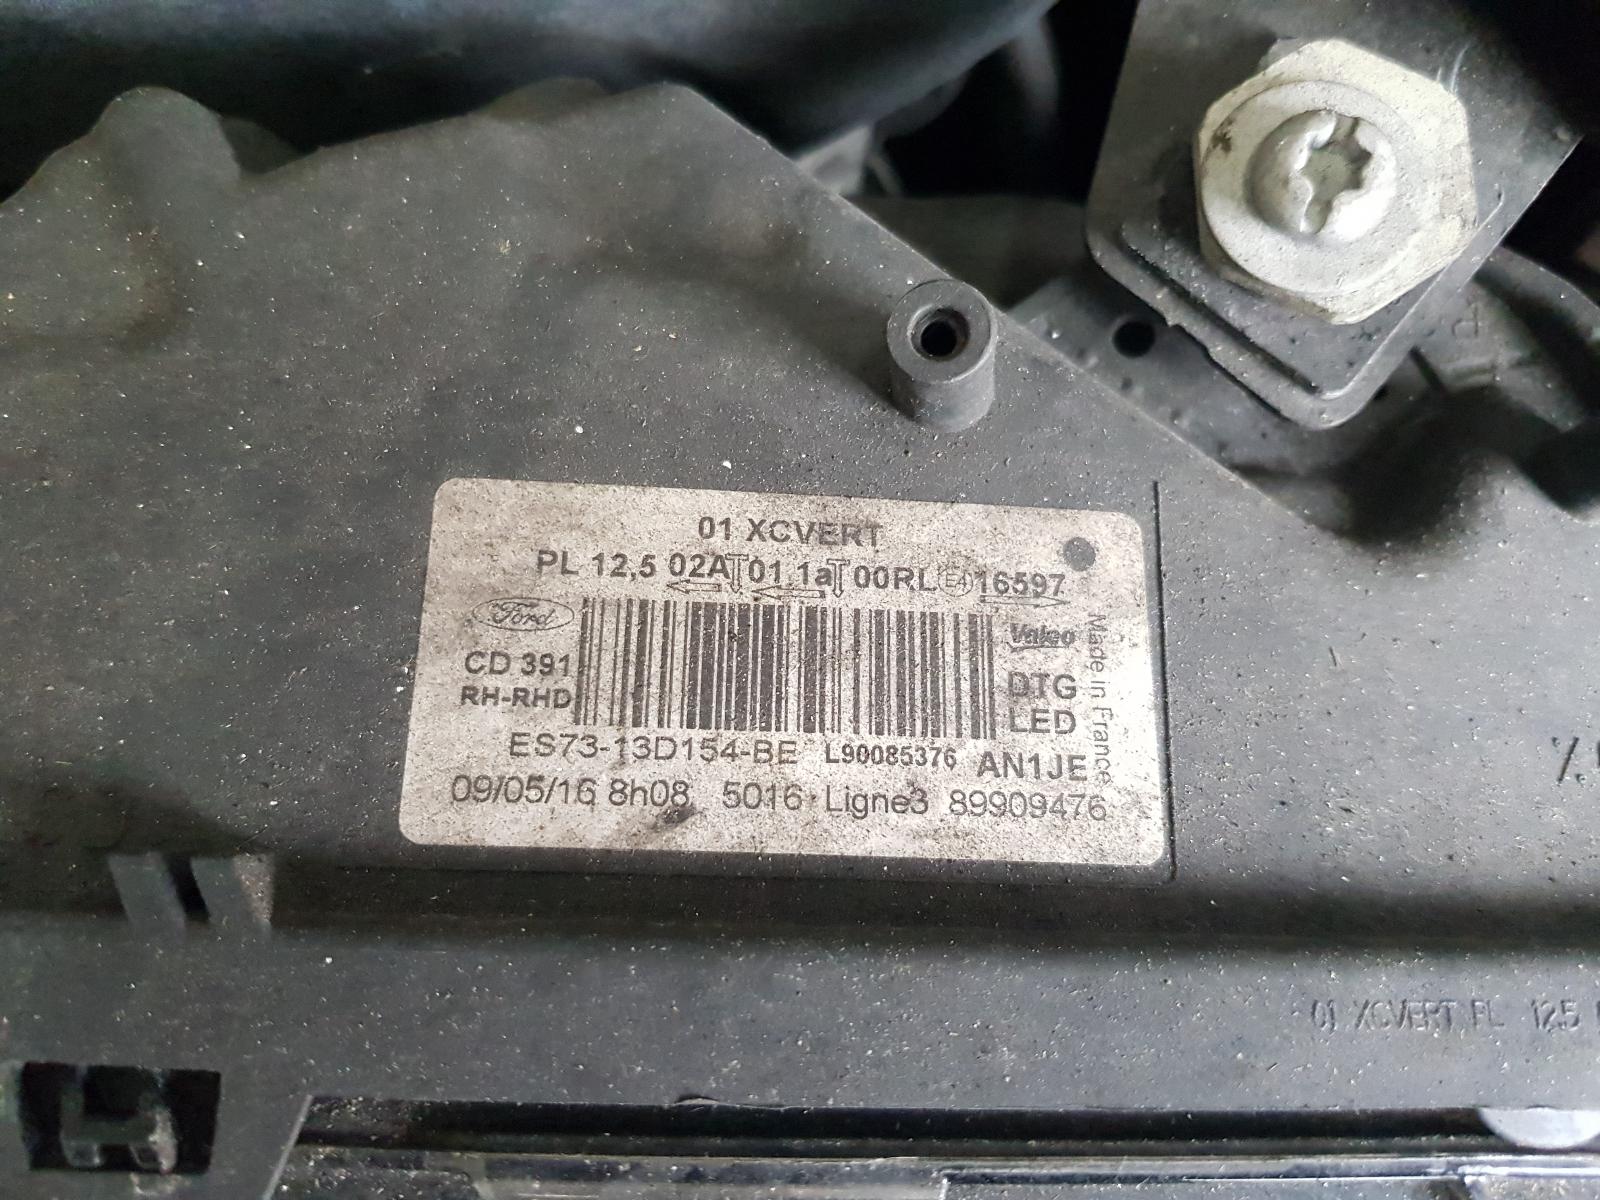 01 XCVERT
PL 12,5 02A 01 1a 00RL E4 16597
Ford
Valeo
CD 391
RH-RHD
DTG
LED
Made in France
ES73-13D154-BE L90085376 AN1JE
09/05/16 8h08 5016 Ligne3 89909476
01 XCVERT PL 12,5